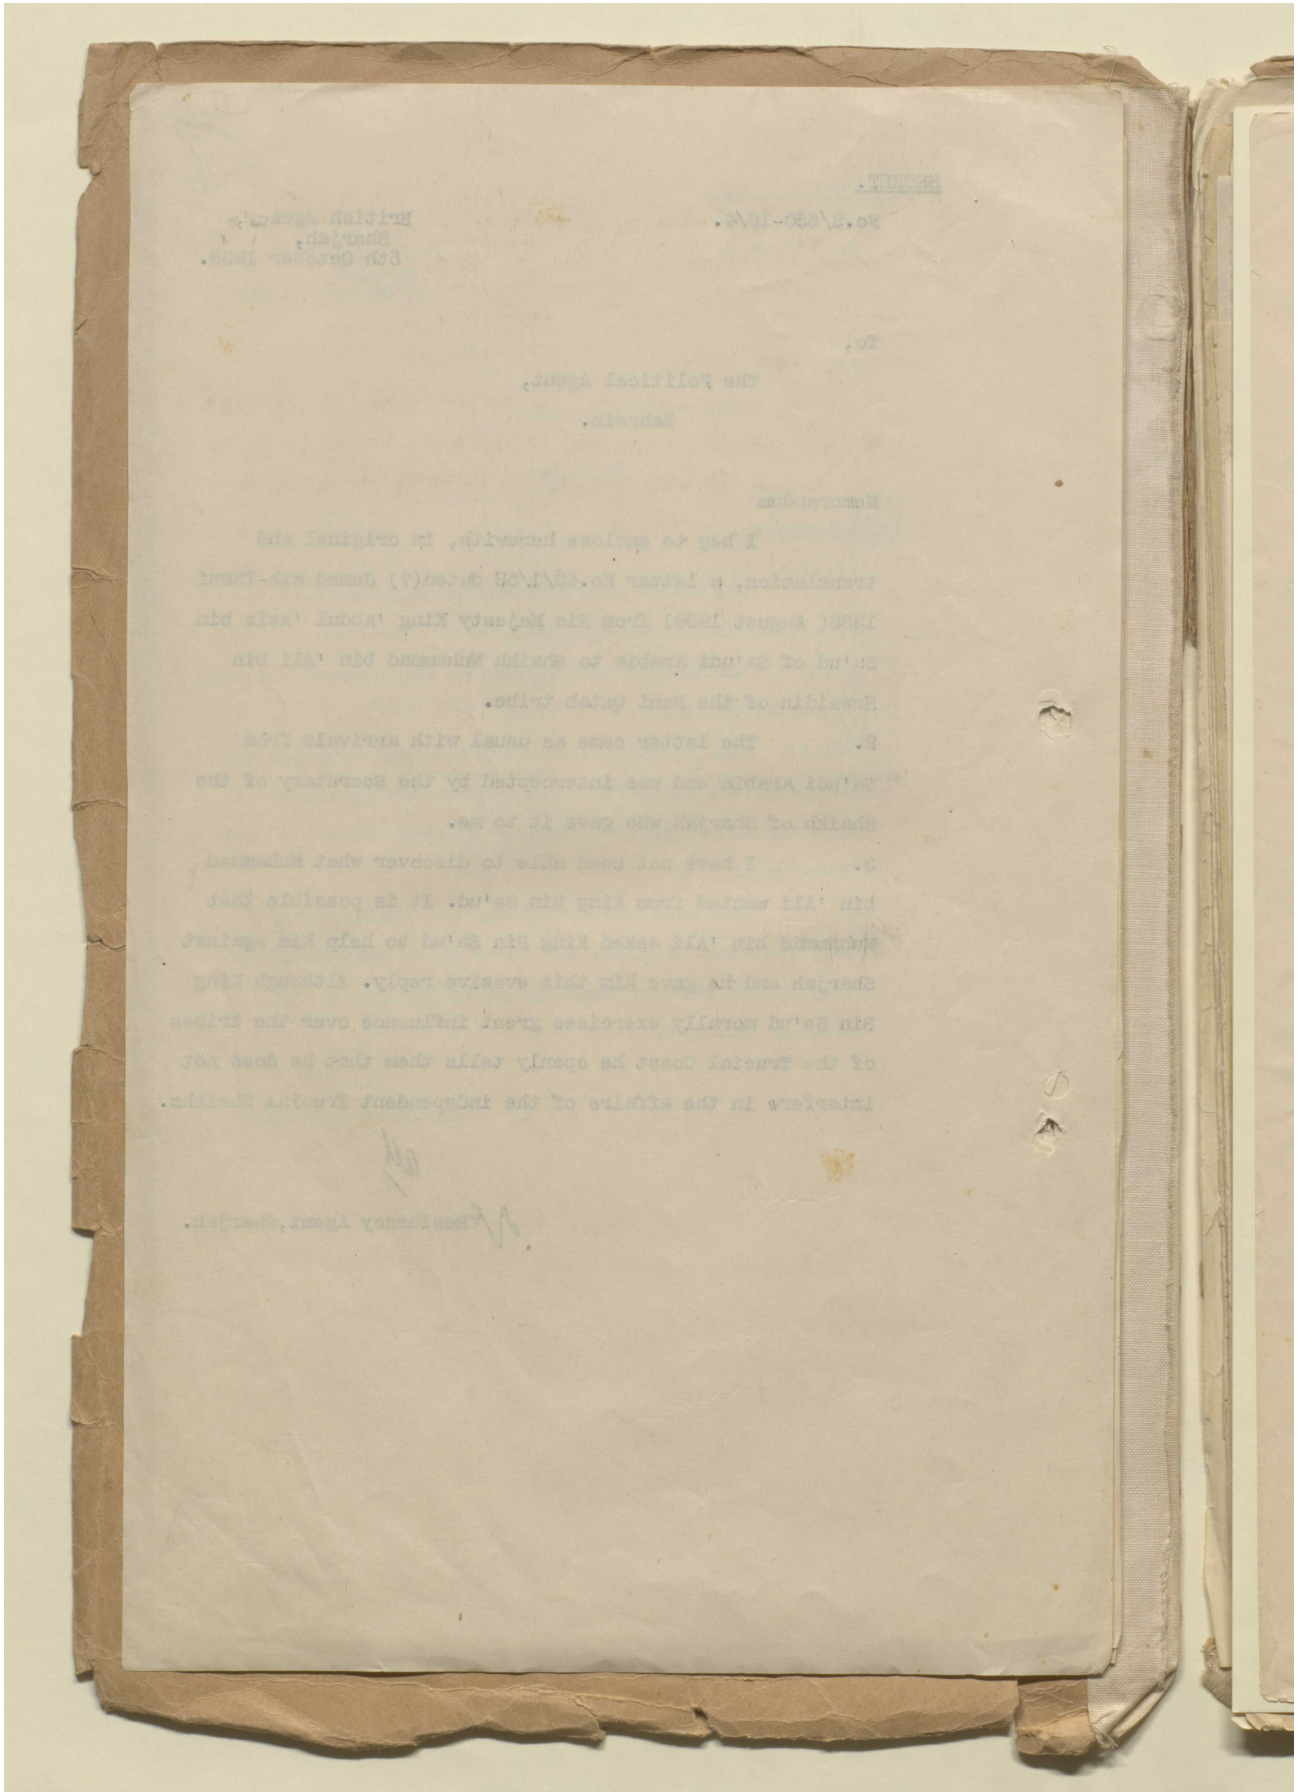 SECRET.
British Agency,
Sharjah,
5th October 1939.
To,
The Political Agent,
Bahrain.
Memorandum
I beg to enclose herewith, in original and
translation, a letter dated(?) Jamad ath-Thani
1358( August 1939) from His Majesty King 'Abdul 'aziz bin
Sa'ud of Sa'udi Arabia to Shaikh Muhammad bin 'Ali bin
Huwaidin of the Bani Qatab tribe.
2. The letter came as usual with arrivals from
Sa'udi Arabia and was intercepted by the Secretary of the
Shaikh of Sharjah who gave it to me.
3. I have not been able to discover what Muhammad
bin 'Ali wanted from King Bin Sa'ud. It is possible that
Muhammad bin 'Ali asked King Bin Sa'ud to help him against
Sharjah and he gave him this evasive reply. Although King
Bin Sa'ud morally exercises great influence over the tribes
of the Trucial Coast he openly tells them that he does not
interfere in the affairs of the independent Trucial Shaikhs.
Residency Agent,Sharjah.